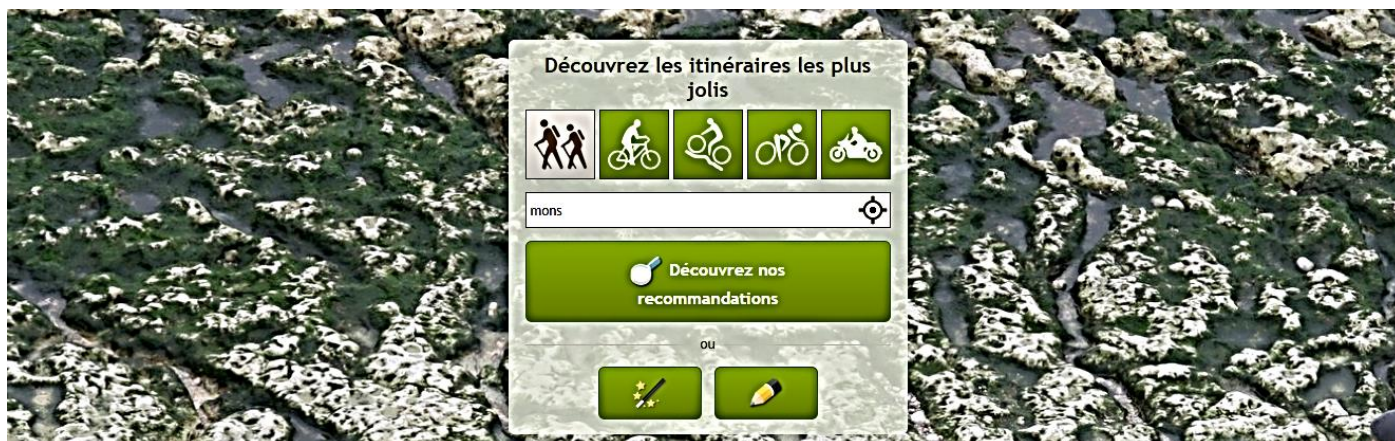 Découvrez les itinéraires les plus
jolis
mons
Découvrez nos
recommandations
ou